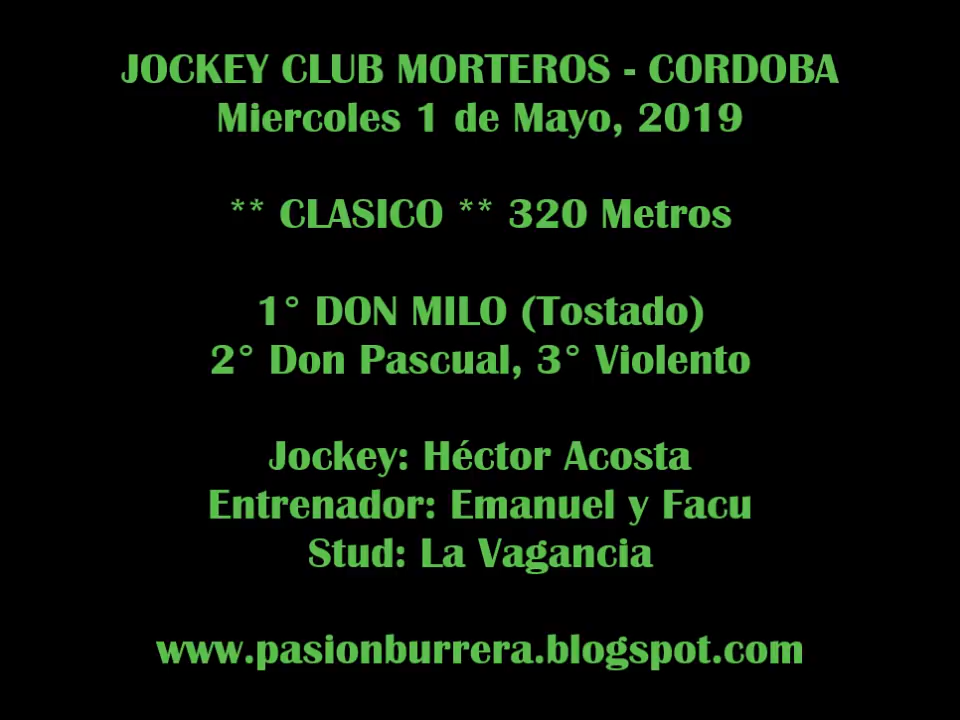 JOCKEY CLUB MORTEROS - CORDOBA
Miercoles 1 de Mayo, 2019
** CLASICO ** 320 Metros
1° DON MILO (Tostado)
2° Don Pascual, 3° Violento
Jockey: Héctor Acosta
Entrenador: Emanuel y Facu
Stud: La Vagancia
www.pasionburrera.blogspot.com